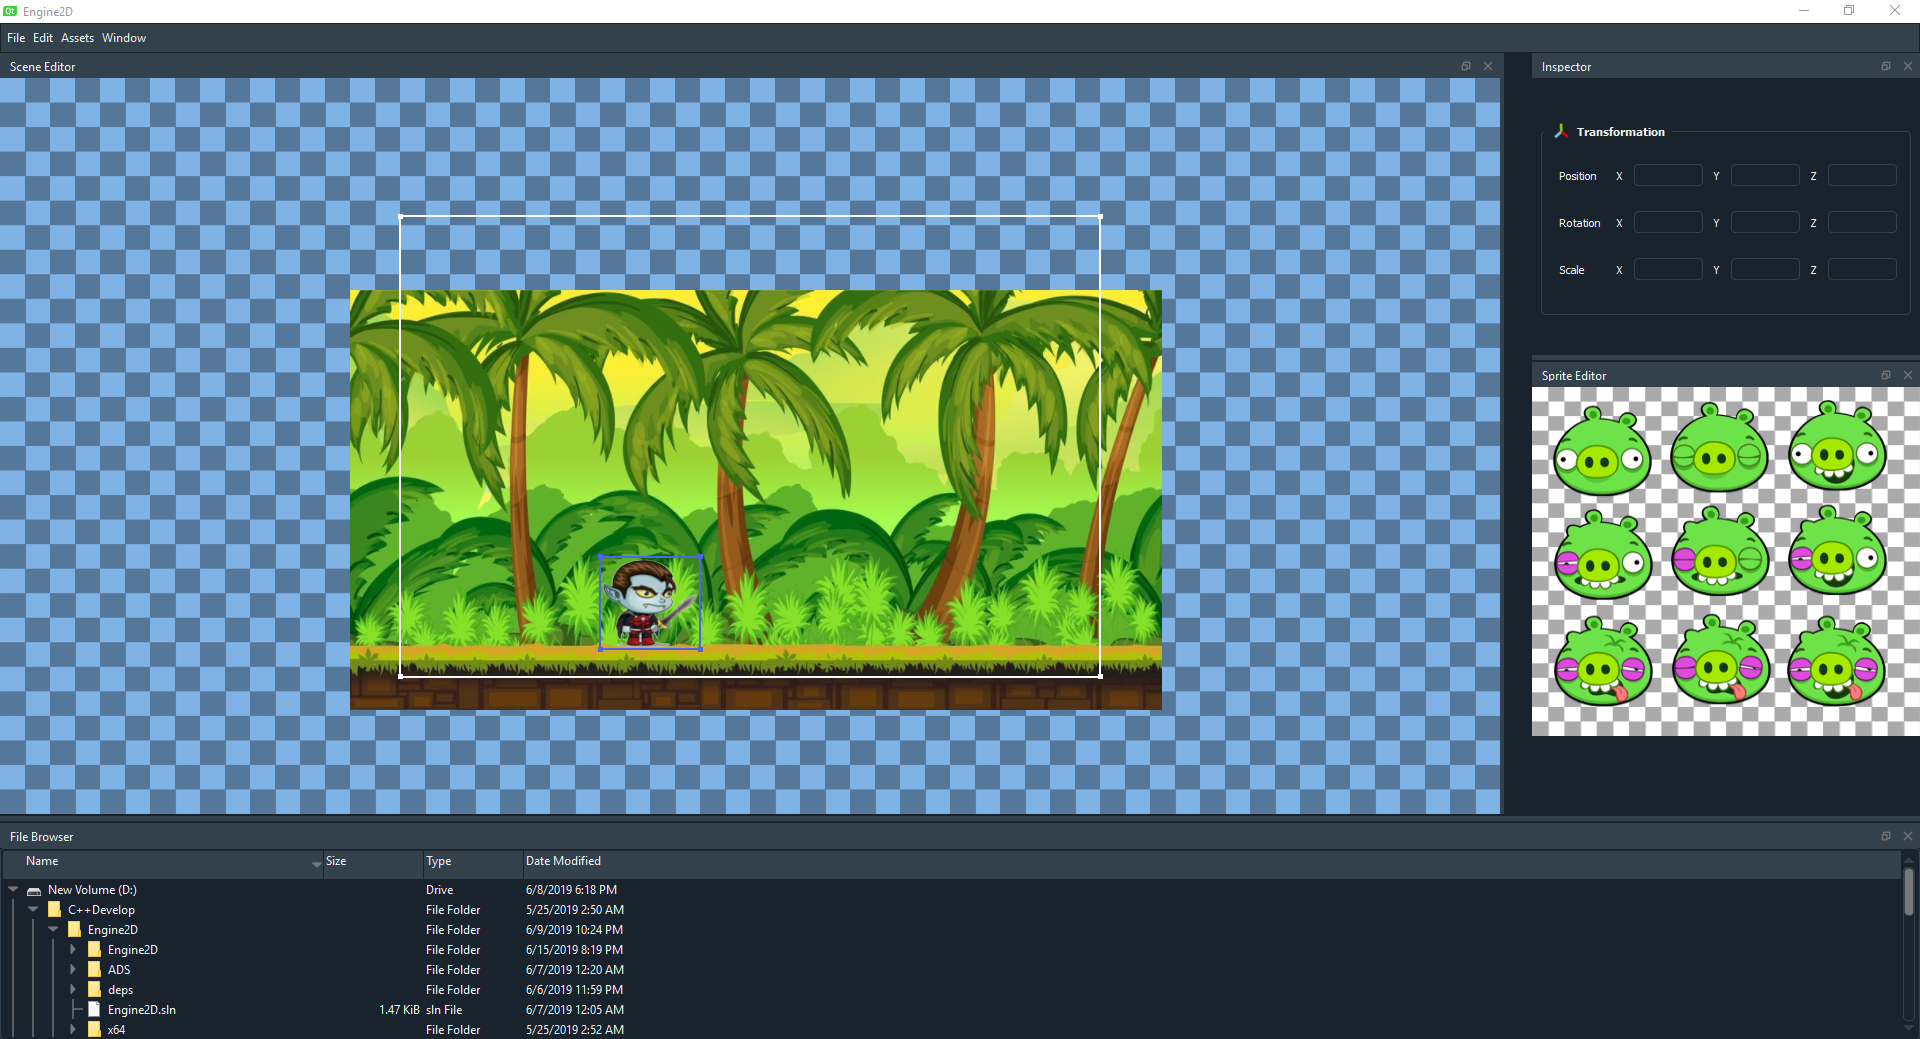 Qt Engine2D
File Edit Assets Window
Scene Editor
Inspector
Transformation
Position X Y Z
Rotation X Y Z
Scale X Y Z
Sprite Editor
File Browser
Name Size Type Date Modified
New Volume (D:) Drive 6/8/2019 6:18 PM
C++Develop File Folder 5/25/2019 2:50 AM
Engine2D File Folder 6/9/2019 10:24 PM
Engine2D File Folder 6/15/2019 8:19 PM
ADS File Folder 6/7/2019 12:20 AM
deps File Folder 6/6/2019 11:59 PM
Engine2D.sln 1.47 KiB sln File 6/7/2019 12:05 AM
x64 File Folder 5/25/2019 2:52 AM